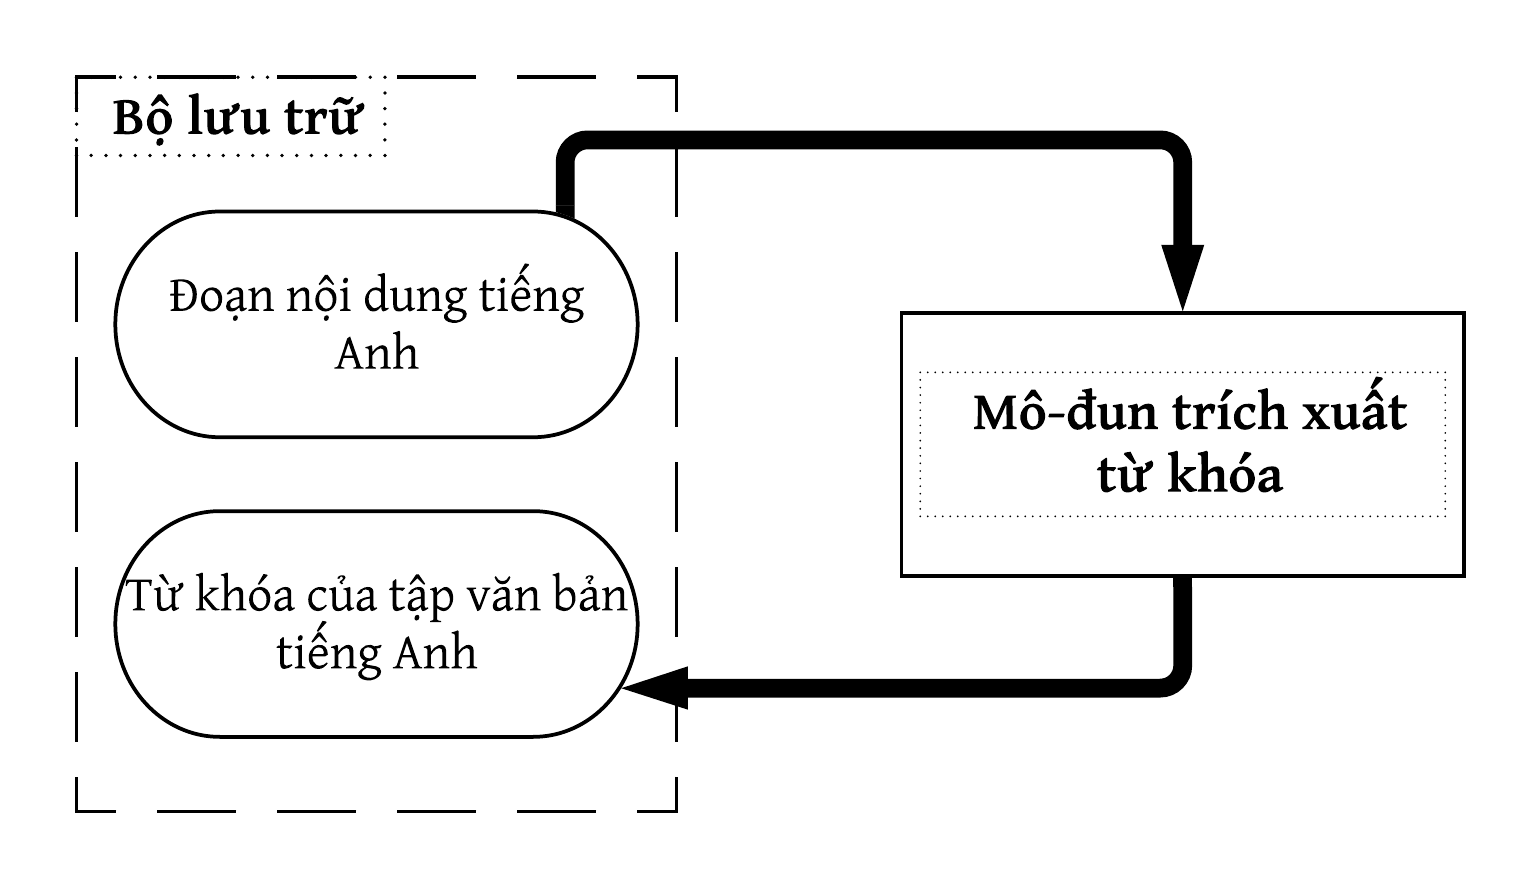 Bộ lưu trữ
Đoạn nội dung tiếng
Anh
Mô-đun trích xuất
từ khóa
Từ khóa của tập văn bản
tiếng Anh